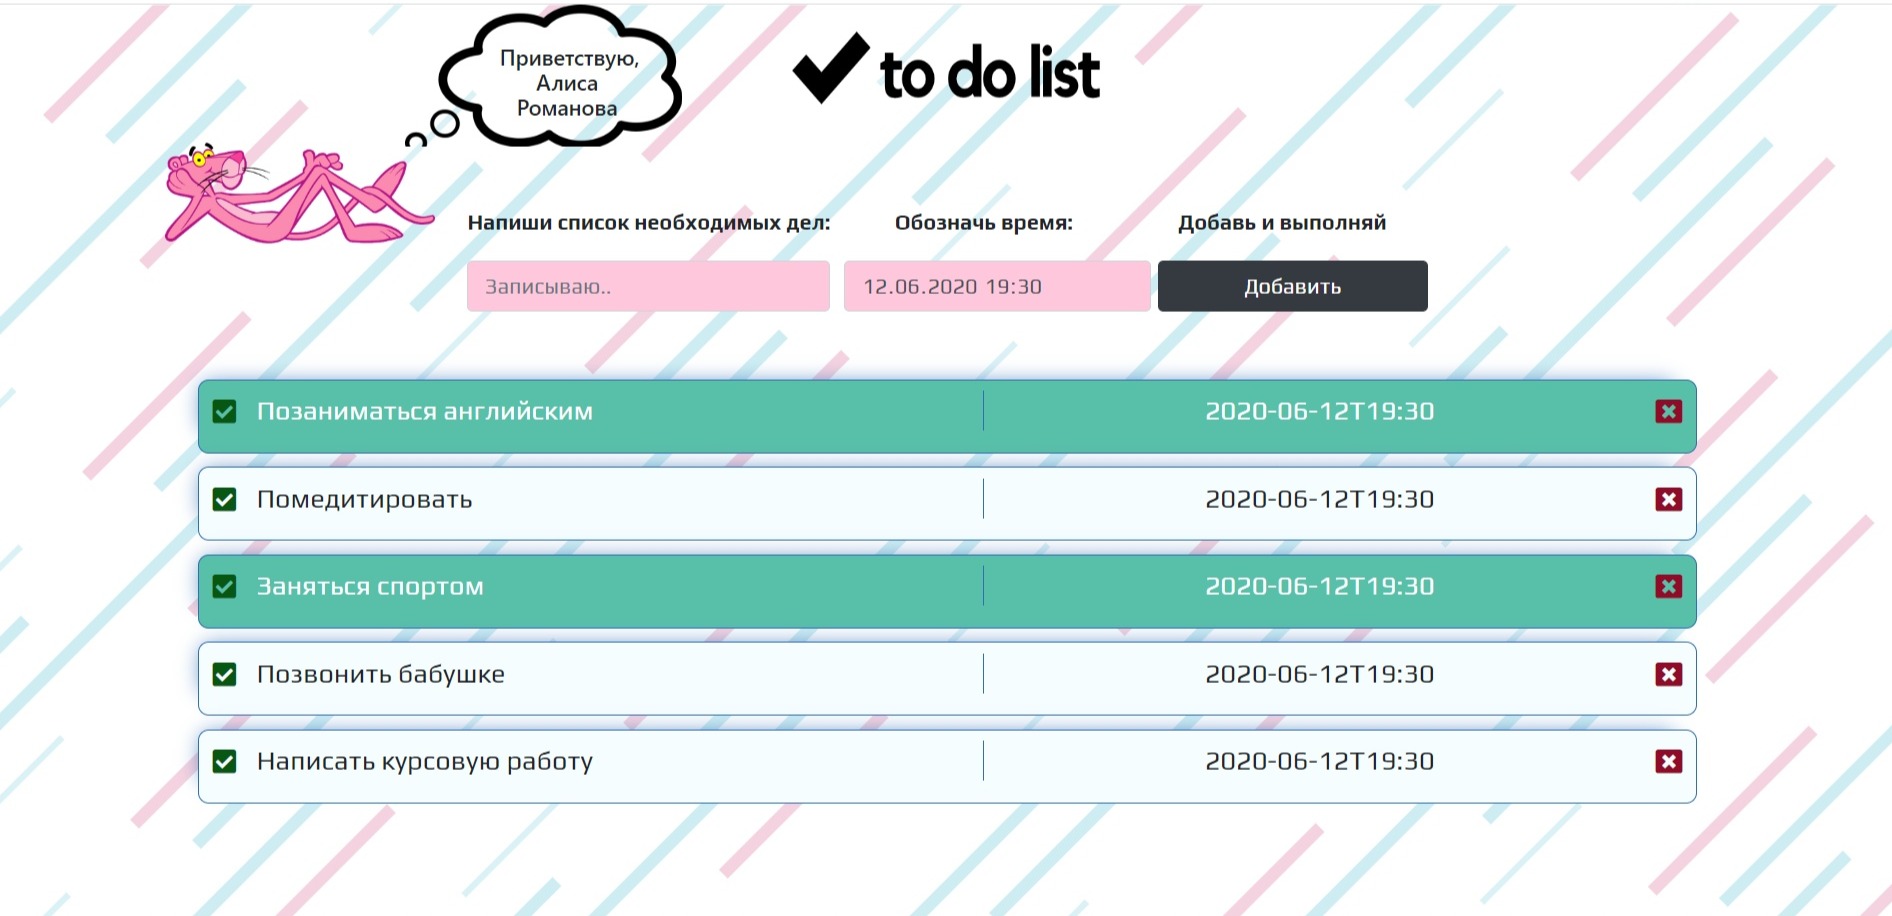 Приветствую,
Алиса
Романова
to do list
Напиши список необходимых дел:
Обозначь время:
Добавь и выполняй
Записываю..
12.06.2020 19:30
Добавить
Позаниматься английским
2020-06-12T19:30
Помедитировать
2020-06-12T19:30
Заняться спортом
2020-06-12T19:30
Позвонить бабушке
2020-06-12T19:30
Написать курсовую работу
2020-06-12T19:30